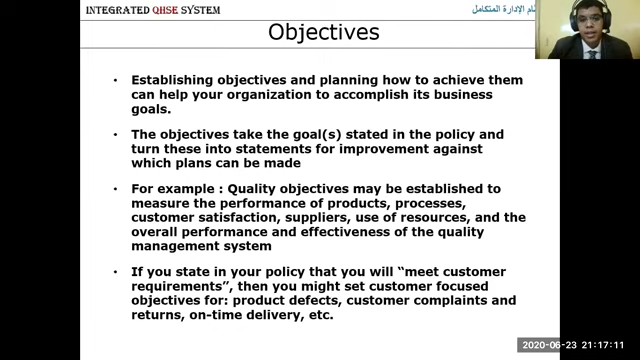 INTEGRATED QHSE SYSTEM
نظام الإدارة المتكامل
Objectives
• Establishing objectives and planning how to achieve them
can help your organization to accomplish its business
goals.
• The objectives take the goal(s) stated in the policy and
turn these into statements for improvement against
which plans can be made
• For example : Quality objectives may be established to
measure the performance of products, processes,
customer satisfaction, suppliers, use of resources, and the
overall performance and effectiveness of the quality
management system
• If you state in your policy that you will “meet customer
requirements”, then you might set customer focused
objectives for: product defects, customer complaints and
returns, on-time delivery, etc.
2020-06-23 21:17:11